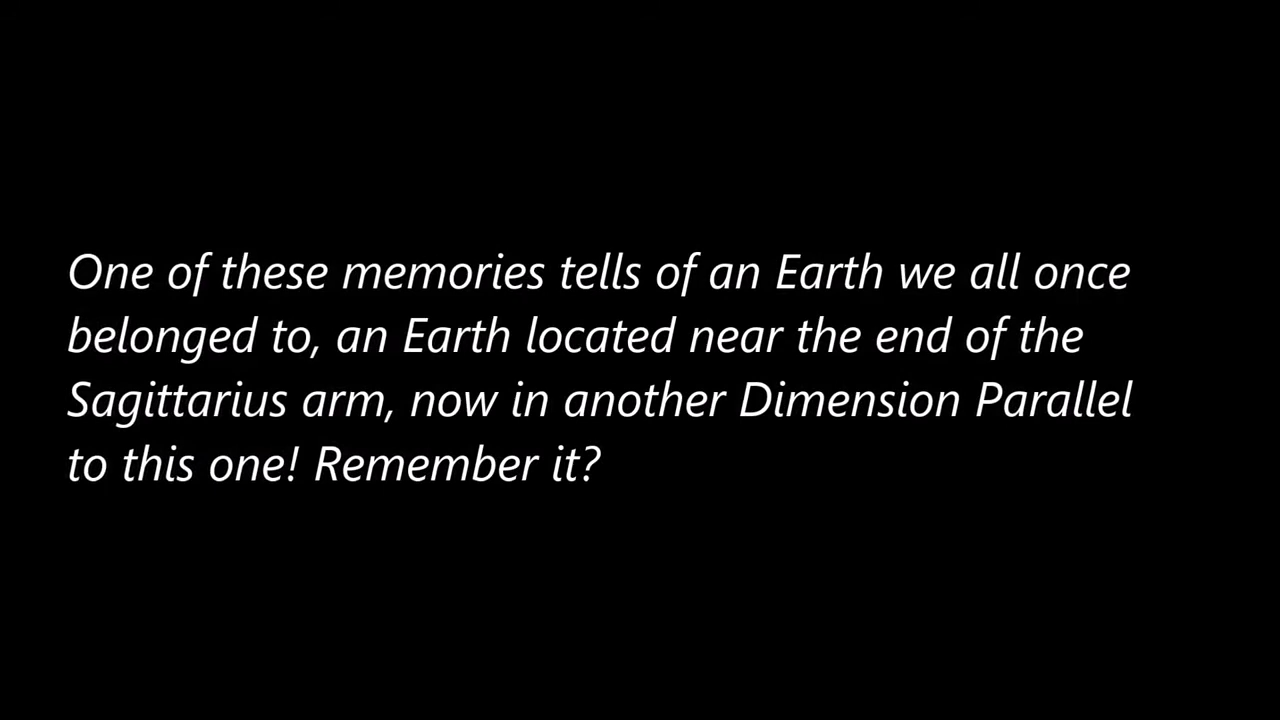 One of these memories tells of an Earth we all once
belonged to, an Earth located near the end of the
Sagittarius arm, now in another Dimension Parallel
to this one! Remember it?